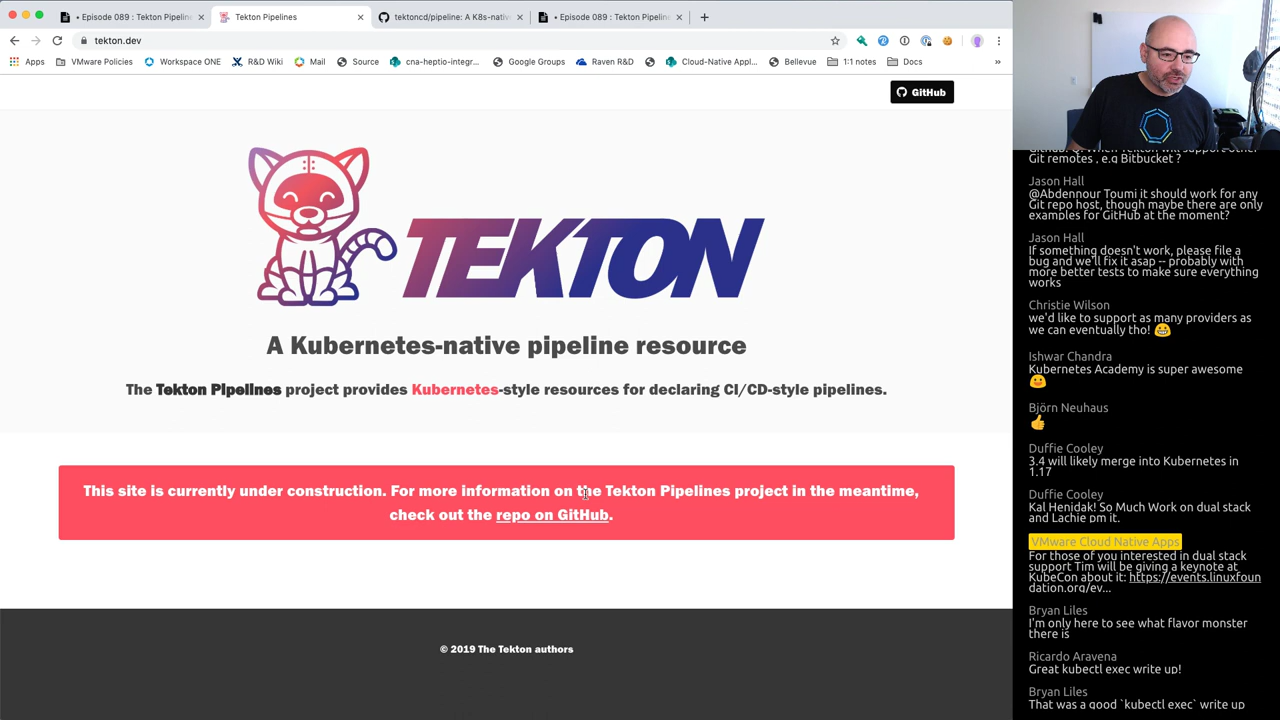 • Episode 089 : Tekton Pipeline
Tekton Pipelines
tektoncd/pipeline: A K8s-nativ
• Episode 089 : Tekton Pipeline
tekton.dev
Apps
VMware Policies
Workspace ONE
R&D Wiki
Mail
Source
cna-heptio-integr...
Google Groups
Raven R&D
Cloud-Native Appl...
Bellevue
1:1 notes
Docs
»
GitHub
TEKTON
A Kubernetes-native pipeline resource
The Tekton Pipelines project provides Kubernetes-style resources for declaring CI/CD-style pipelines.
This site is currently under construction. For more information on the Tekton Pipelines project in the meantime,
check out the repo on GitHub.
© 2019 The Tekton authors
Github. Q: When Tekton will support other
Git remotes , e.g Bitbucket ?
Jason Hall
@Abdennour Toumi it should work for any
Git repo host, though maybe there are only
examples for GitHub at the moment?
Jason Hall
If something doesn't work, please file a
bug and we'll fix it asap -- probably with
more better tests to make sure everything
works
Christie Wilson
we'd like to support as many providers as
we can eventually tho! 😀
Ishwar Chandra
Kubernetes Academy is super awesome
😀
Björn Neuhaus
👍
Duffie Cooley
3.4 will likely merge into Kubernetes in
1.17
Duffie Cooley
Kal Henidak! So Much Work on dual stack
and Lachie pm it.
VMware Cloud Native Apps
For those of you interested in dual stack
support Tim will be giving a keynote at
KubeCon about it: https://events.linuxfoun
dation.org/ev...
Bryan Liles
I'm only here to see what flavor monster
there is
Ricardo Aravena
Great kubectl exec write up!
Bryan Liles
That was a good `kubectl exec` write up